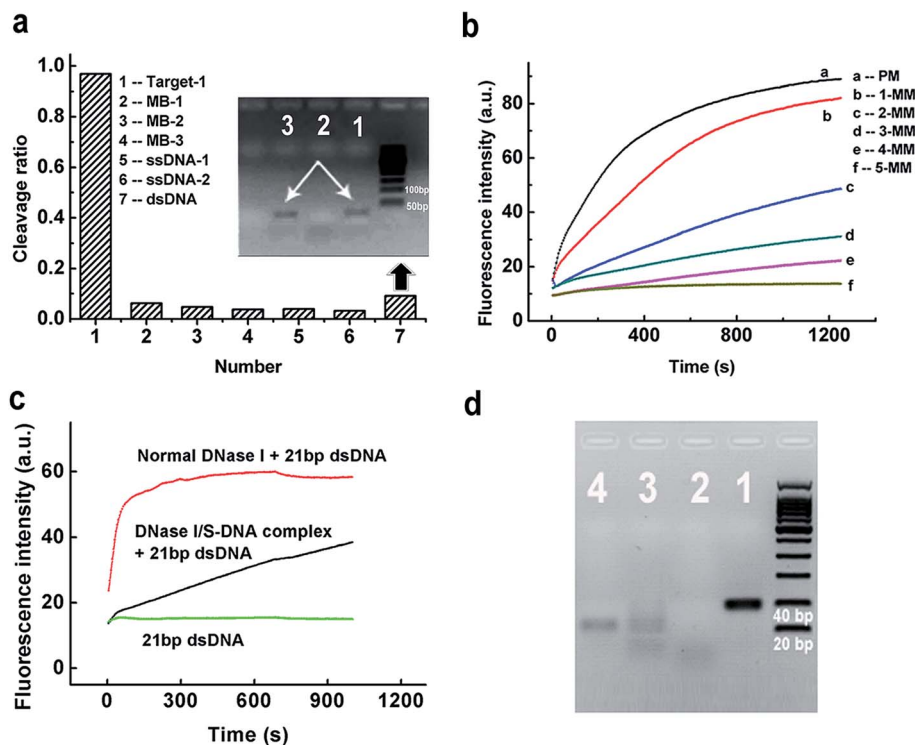 a
Cleavage ratio
1.0
0.8
0.6
0.4
0.2
0.0
1 -- Target-1
2 -- MB-1
3 -- MB-2
4 -- MB-3
5 -- ssDNA-1
6 -- ssDNA-2
7 -- dsDNA
3 2 1
100bp
50bp
1 2 3 4 5 6 7
Number
b
Fluorescence intensity (a.u.)
80
60
40
20
0
a
b
c
d
e
f
a -- PM
b -- 1-MM
c -- 2-MM
d -- 3-MM
e -- 4-MM
f -- 5-MM
0 400 800 1200
Time (s)
c
Fluorescence intensity (a.u.)
80
60
40
20
0
Normal DNase I + 21bp dsDNA
DNase I/S-DNA complex
+ 21bp dsDNA
21bp dsDNA
0 300 600 900 1200
Time (s)
d
4 3 2 1
40 bp
20 bp